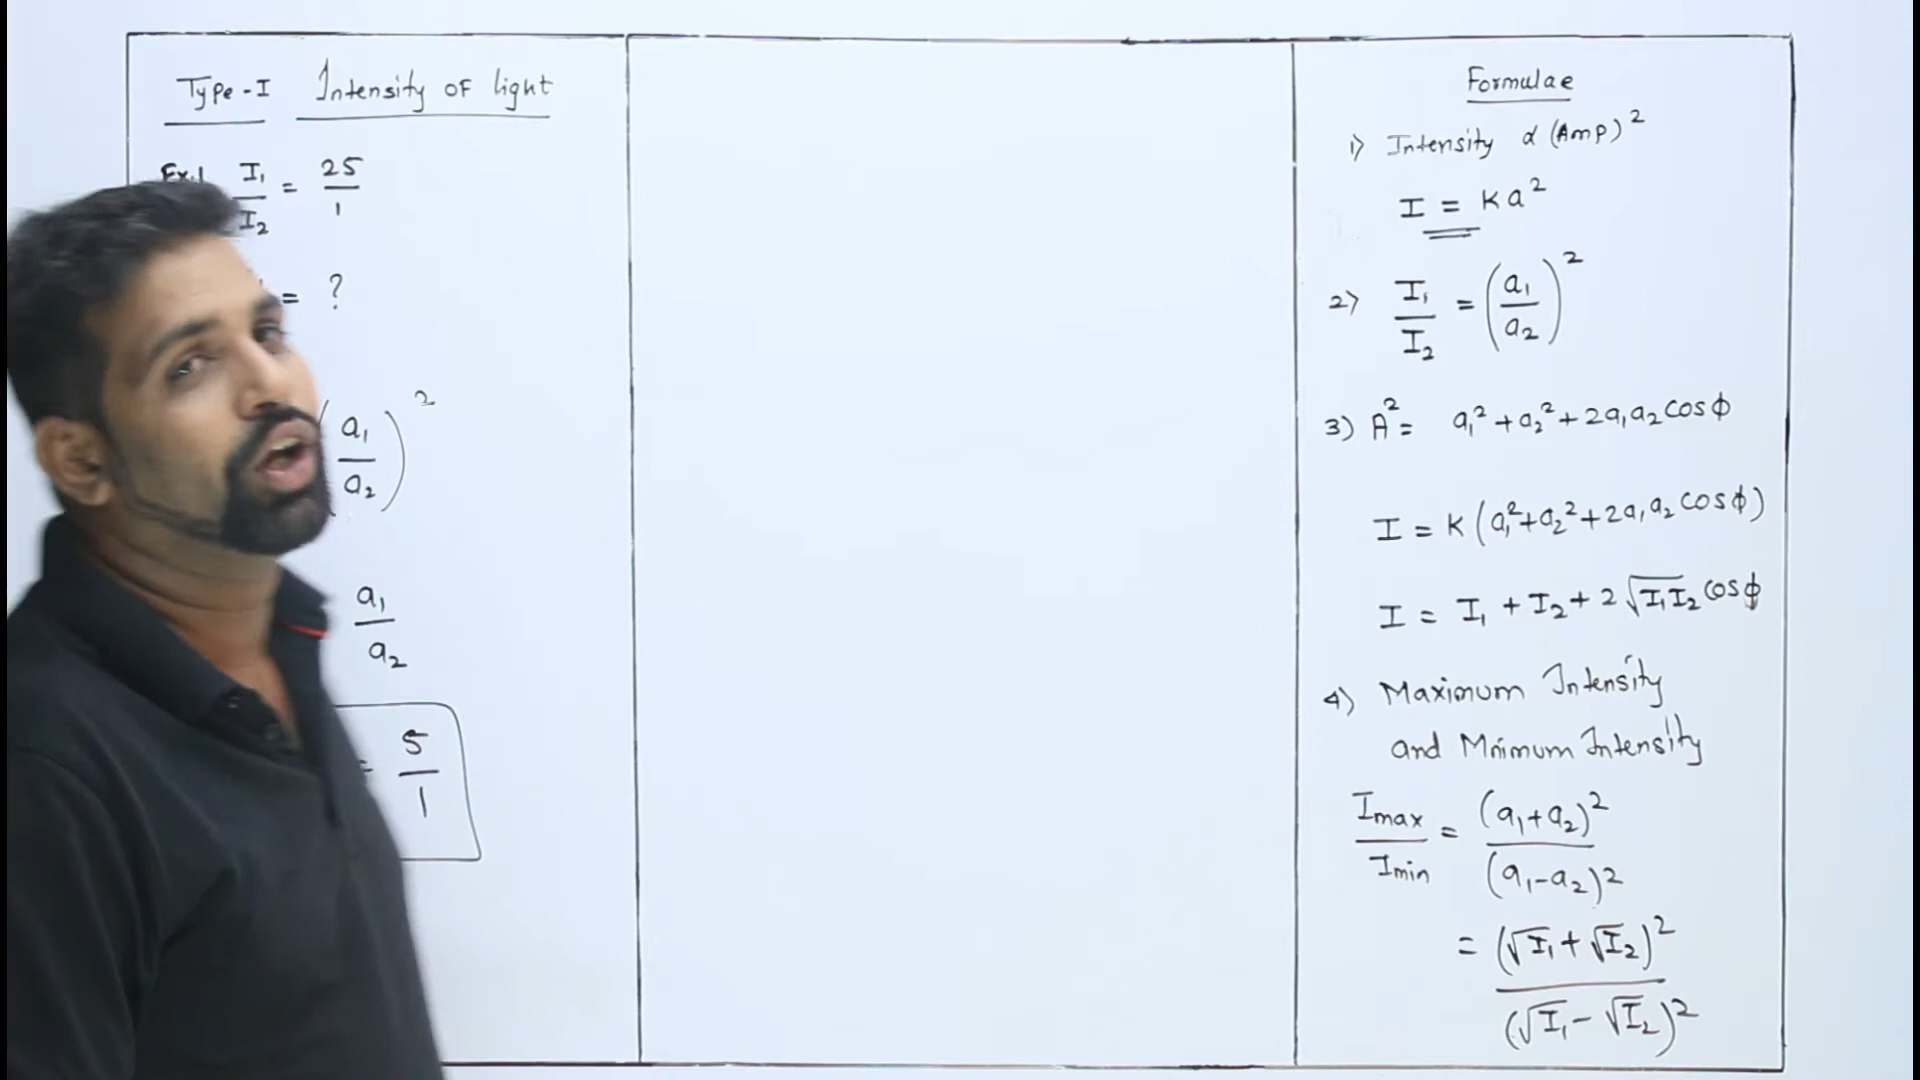 Type-I Intensity OF light
Ex.1 I₁/I₂ = 25/1
= ?
(a₁/a₂)²
a₁/a₂
= 5/1
Formulae
1) Intensity α (Amp)²
I = Ka²
2) I₁/I₂ = (a₁/a₂)²
3) A² = a₁² + a₂² + 2a₁a₂ cos ϕ
I = K (a₁² + a₂² + 2a₁a₂ cos ϕ)
I = I₁ + I₂ + 2√I₁I₂ cos ϕ
4) Maximum Intensity
and Mnimum Intensity
Imax/Imin = (a₁+a₂)²/(a₁-a₂)²
= (√I₁ + √I₂)²/(√I₁ - √I₂)²